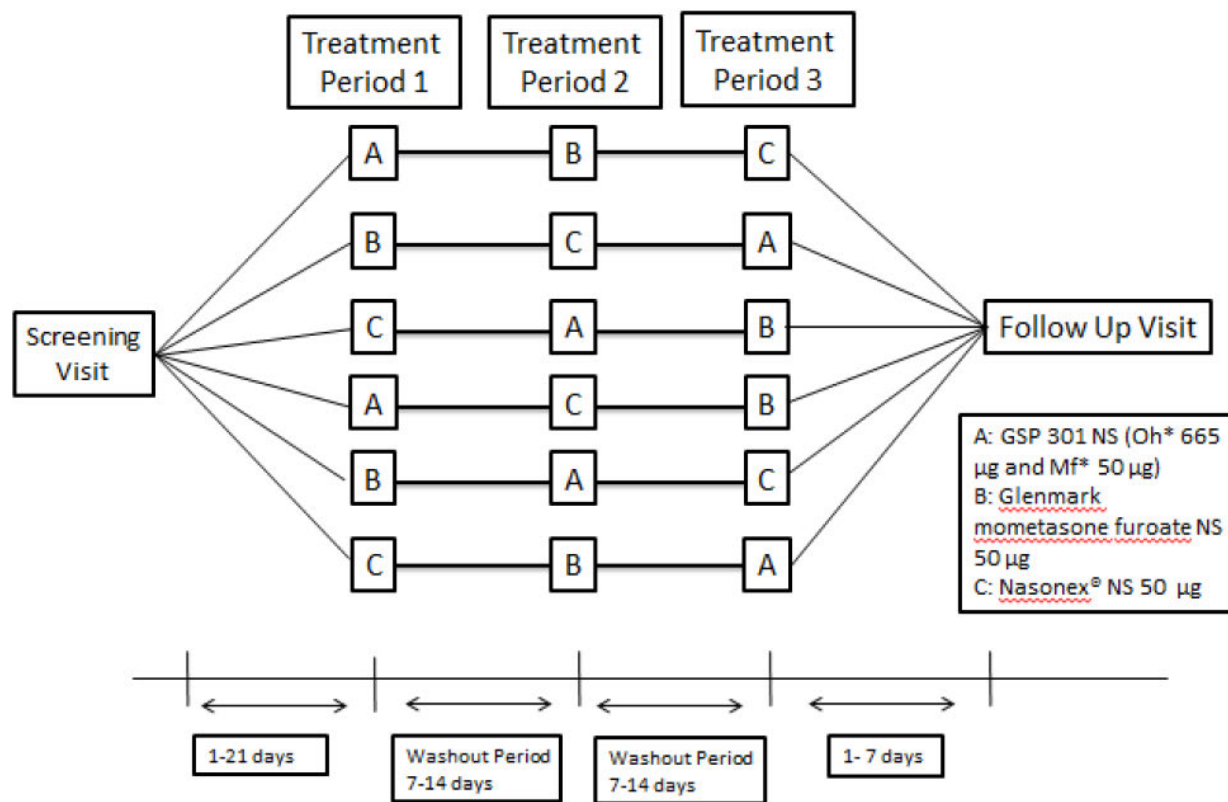 Treatment
Period 1
Treatment
Period 2
Treatment
Period 3
A
B
C
B
C
A
Screening
Visit
C
A
B
Follow Up Visit
A
C
B
B
A
C
C
B
A
A: GSP 301 NS (Oh* 665
µg and Mf* 50 µg)
B: Glenmark
mometasone furoate NS
50 µg
C: Nasonex® NS 50 µg
1-21 days
Washout Period
7-14 days
Washout Period
7-14 days
1- 7 days